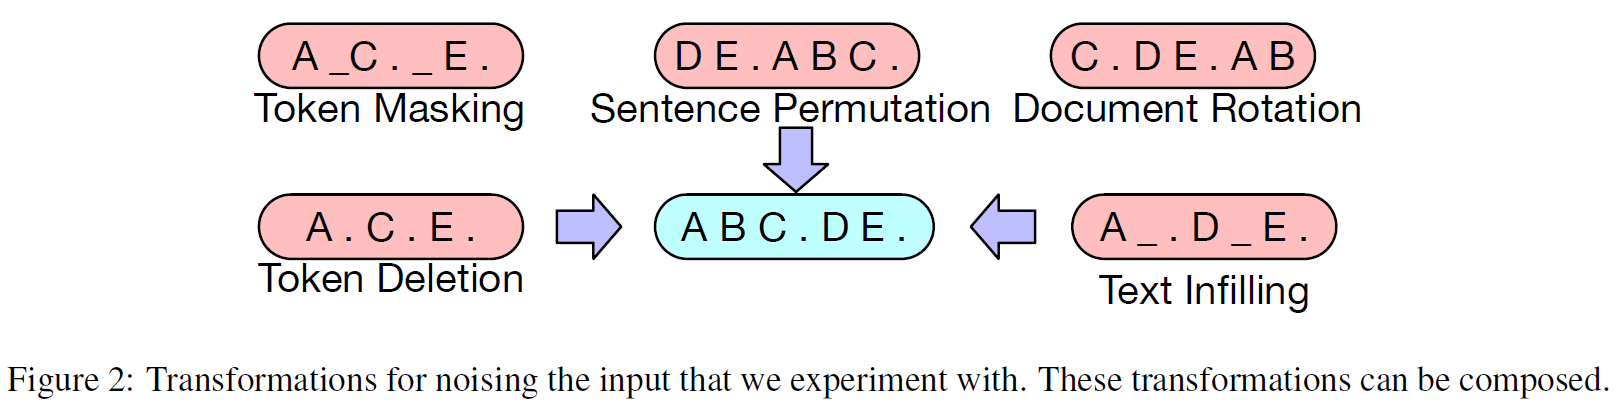 A _C . _ E .
D E . A B C .
C . D E . A B
Token Masking
Sentence Permutation
Document Rotation
A . C . E .
A B C . D E .
A _ . D _ E .
Token Deletion
Text Infilling
Figure 2: Transformations for noising the input that we experiment with. These transformations can be composed.